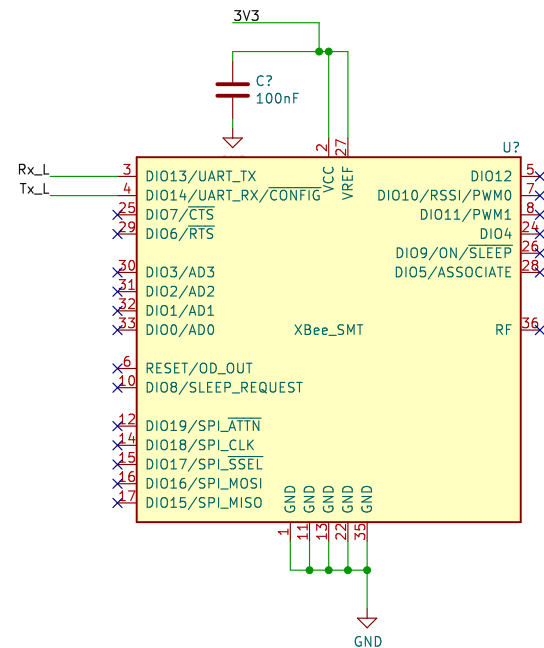 3V3
C?
100nF
U?
2
27
VCC
VREF
Rx_L
3
DIO13/UART_TX
Tx_L
4
DIO14/UART_RX/CONFIG
25
DIO7/CTS
29
DIO6/RTS
30
DIO3/AD3
31
DIO2/AD2
32
DIO1/AD1
33
DIO0/AD0
6
RESET/OD_OUT
10
DIO8/SLEEP_REQUEST
12
DIO19/SPI_ATTN
14
DIO18/SPI_CLK
15
DIO17/SPI_SSEL
16
DIO16/SPI_MOSI
17
DIO15/SPI_MISO
XBee_SMT
DIO12
5
DIO10/RSSI/PWM0
7
DIO11/PWM1
8
DIO4
24
DIO9/ON/SLEEP
26
DIO5/ASSOCIATE
28
RF
36
GND
GND
GND
GND
GND
1
11
13
22
35
GND